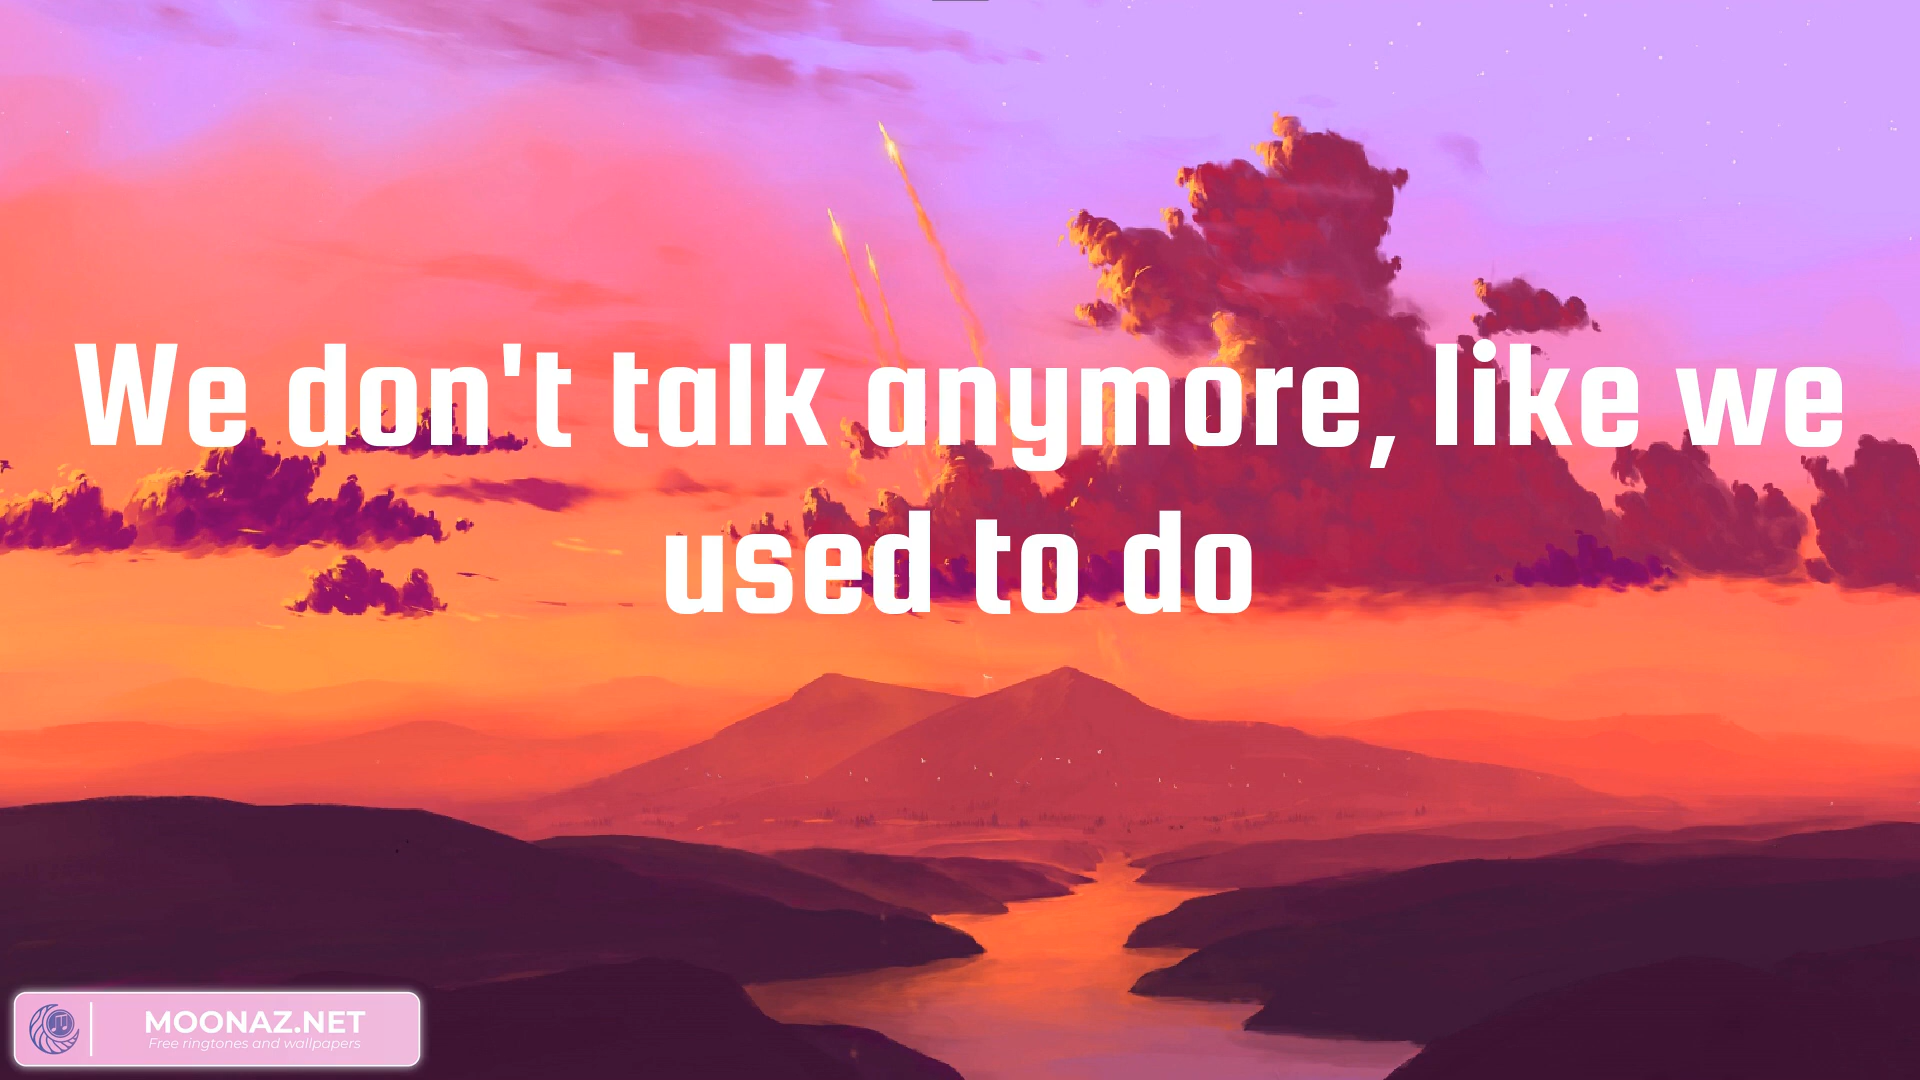 We don't talk anymore, like we
used to do
MOONAZ.NET
Free ringtones and wallpapers